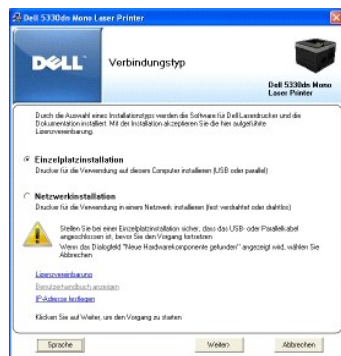 Dell 5330dn Mono Laser Printer
DELL
Verbindungstyp
Dell 5330dn Mono
Laser Printer
Durch die Auswahl eines Installationstyps werden die Software für Dell Laserdrucker und die
Dokumentation installiert. Mit der Installation akzeptieren Sie die hier aufgeführte
Lizenzvereinbarung.
Einzelplatzinstallation
Drucker für die Verwendung auf diesem Computer installieren (USB oder parallel)
Netzwerkinstallation
Drucker für die Verwendung in einem Netzwerk installieren (fest verdrahtet oder drahtlos)
Stellen Sie bei einer Einzelplatzinstallation sicher, dass das USB- oder Parallelkabel
angeschlossen ist, bevor Sie den Vorgang fortsetzen
Wenn das Dialogfeld "Neue Hardwarekomponente gefunden" angezeigt wird, wählen Sie
Abbrechen
Lizenzvereinbarung
Benutzerhandbuch anzeigen
IP-Adresse festlegen
Klicken Sie auf Weiter, um den Vorgang zu starten
Sprache
Weiter>
Abbrechen